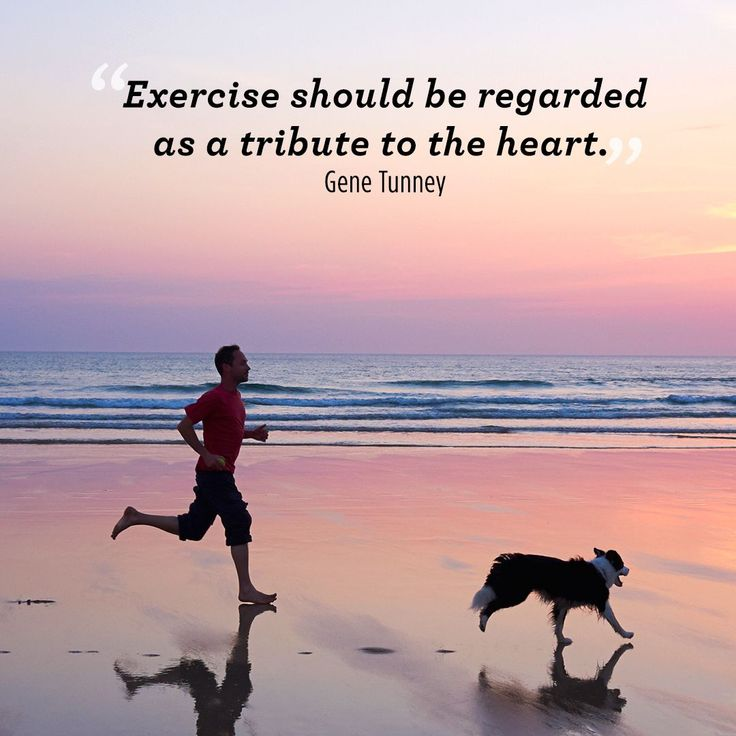 “Exercise should be regarded
as a tribute to the heart.”
Gene Tunney